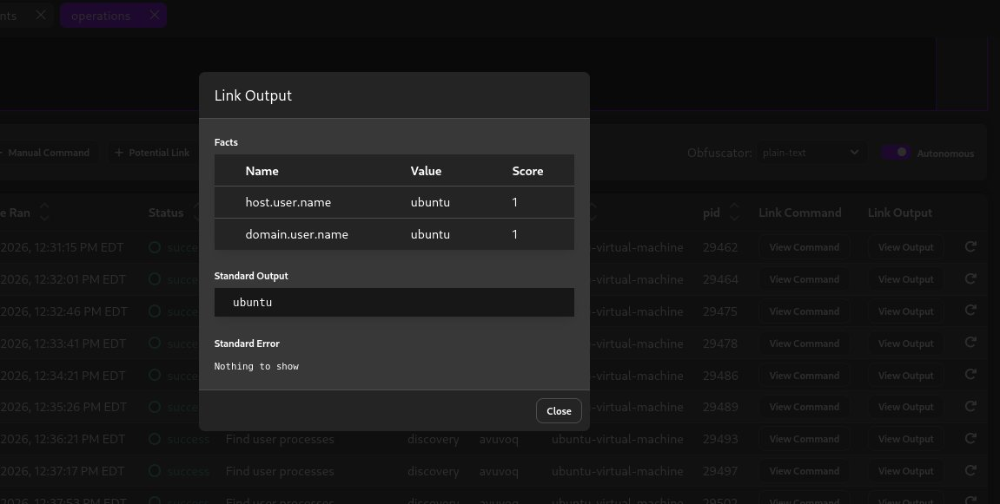 nts
operations
Link Output
Facts
Name Value Score
host.user.name ubuntu 1
domain.user.name ubuntu 1
Standard Output
ubuntu
Standard Error
Nothing to show
Close
Manual Command + Potential Link Obfuscator: plain-text Autonomous
e Ran Status pid Link Command Link Output
2026, 12:31:15 PM EDT succe -virtual-machine 29462 View Command View Output
2026, 12:32:01 PM EDT succe -virtual-machine 29464 View Command View Output
2026, 12:32:46 PM EDT succe -virtual-machine 29475 View Command View Output
2026, 12:33:41 PM EDT succe -virtual-machine 29478 View Command View Output
2026, 12:34:21 PM EDT succe -virtual-machine 29486 View Command View Output
2026, 12:35:26 PM EDT succe -virtual-machine 29489 View Command View Output
2026, 12:36:21 PM EDT success Find user processes discovery avuvoq ubuntu-virtual-machine 29493 View Command View Output
2026, 12:37:17 PM EDT success Find user processes discovery avuvoq ubuntu-virtual-machine 29497 View Command View Output
2026, 12:37:53 PM EDT success Find user processes discovery avuvoq ubuntu-virtual-machine 29502 View Command View Output